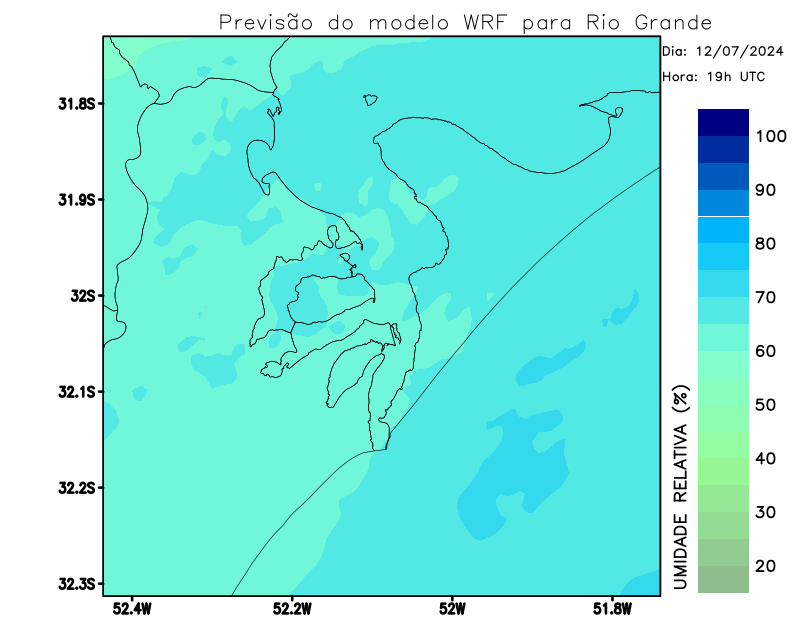 Previsão do modelo WRF para Rio Grande
Dia: 12/07/2024
Hora: 19h UTC
31.8S
31.9S
32S
32.1S
32.2S
32.3S
52.4W
52.2W
52W
51.8W
100
90
80
70
60
50
40
30
20
UMIDADE RELATIVA (%)